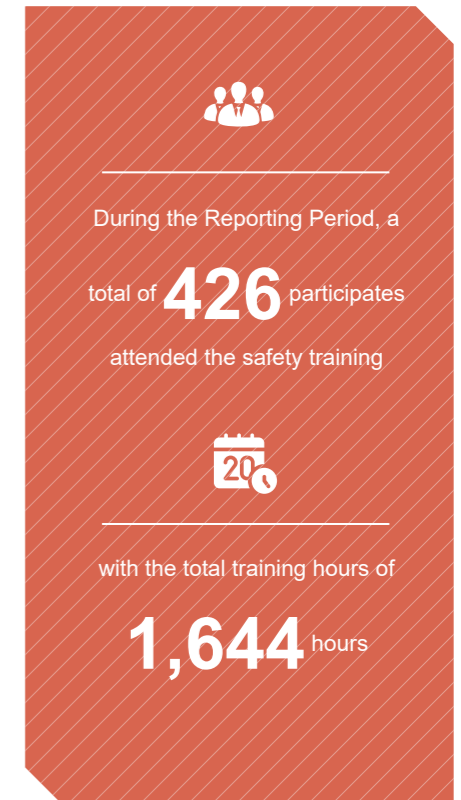 During the Reporting Period, a
total of 426 participates
attended the safety training
20
with the total training hours of
1,644 hours